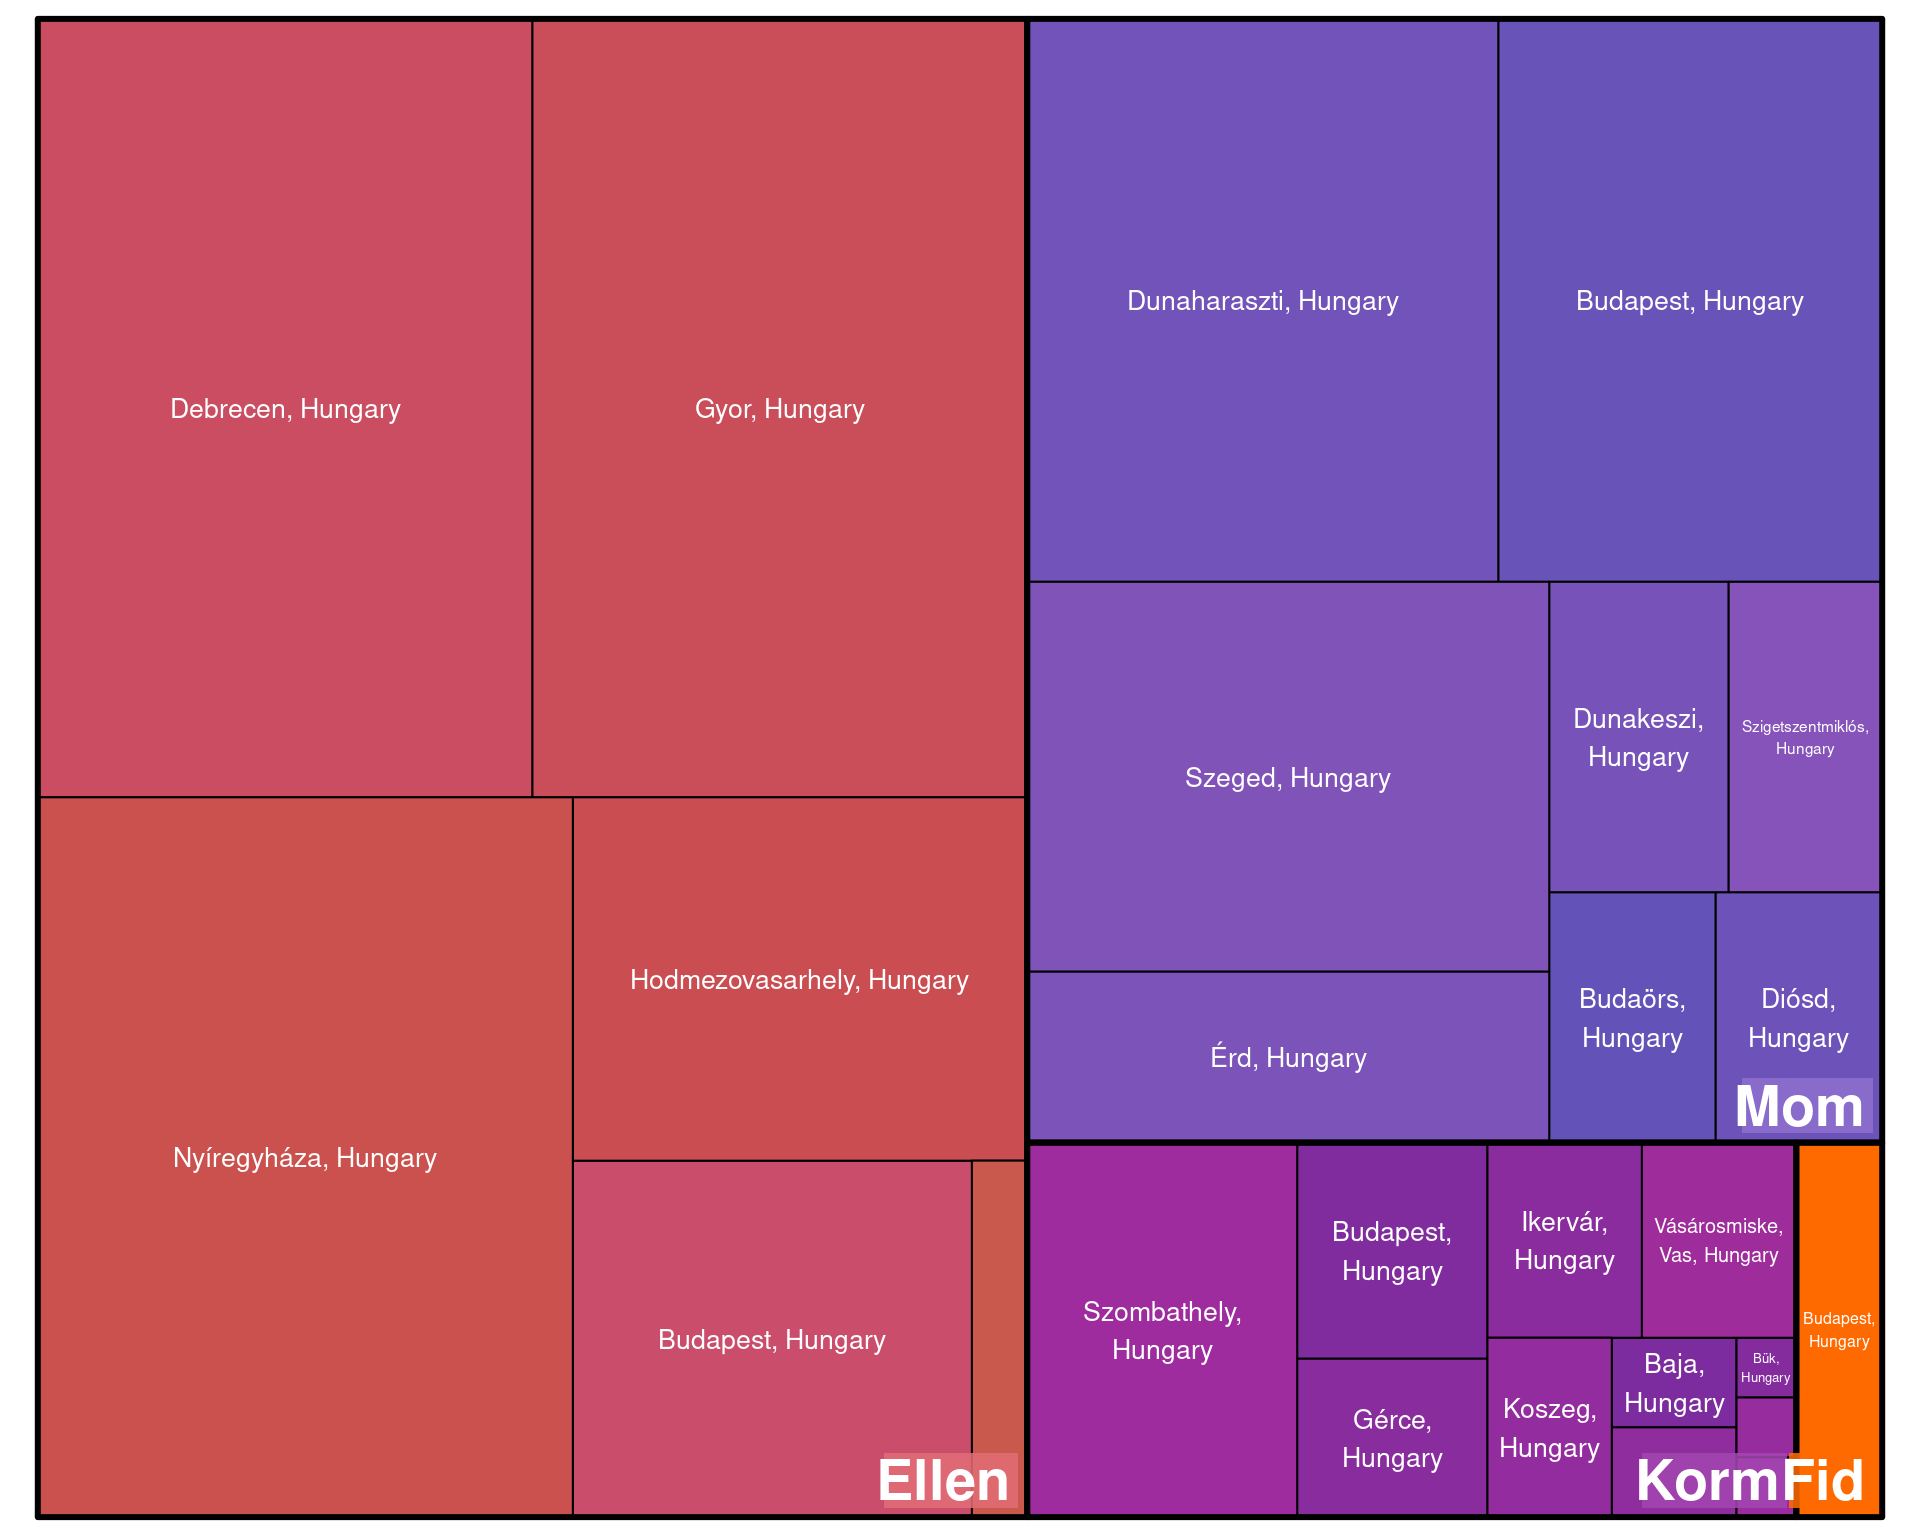 Debrecen, Hungary
Gyor, Hungary
Nyíregyháza, Hungary
Hodmezovasarhely, Hungary
Budapest, Hungary
Ellen
Dunaharaszti, Hungary
Budapest, Hungary
Szeged, Hungary
Dunakeszi,
Hungary
Szigetszentmiklós,
Hungary
Érd, Hungary
Budaörs,
Hungary
Diósd,
Hungary
Mom
Szombathely,
Hungary
Budapest,
Hungary
Gérce,
Hungary
Ikervár,
Hungary
Vásárosmiske,
Vas, Hungary
Koszeg,
Hungary
Baja,
Hungary
Bük,
Hungary
Budapest,
Hungary
KormFid